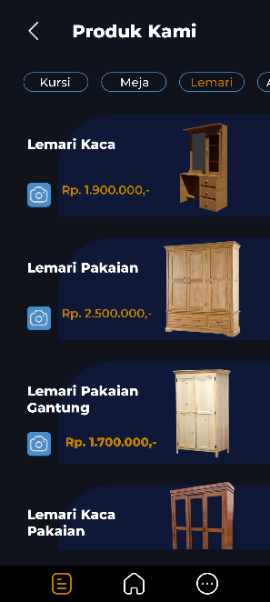 Produk Kami
Kursi
Meja
Lemari
Lemari Kaca
Rp. 1.900.000,-
Lemari Pakaian
Rp. 2.500.000,-
Lemari Pakaian
Gantung
Rp. 1.700.000,-
Lemari Kaca
Pakaian